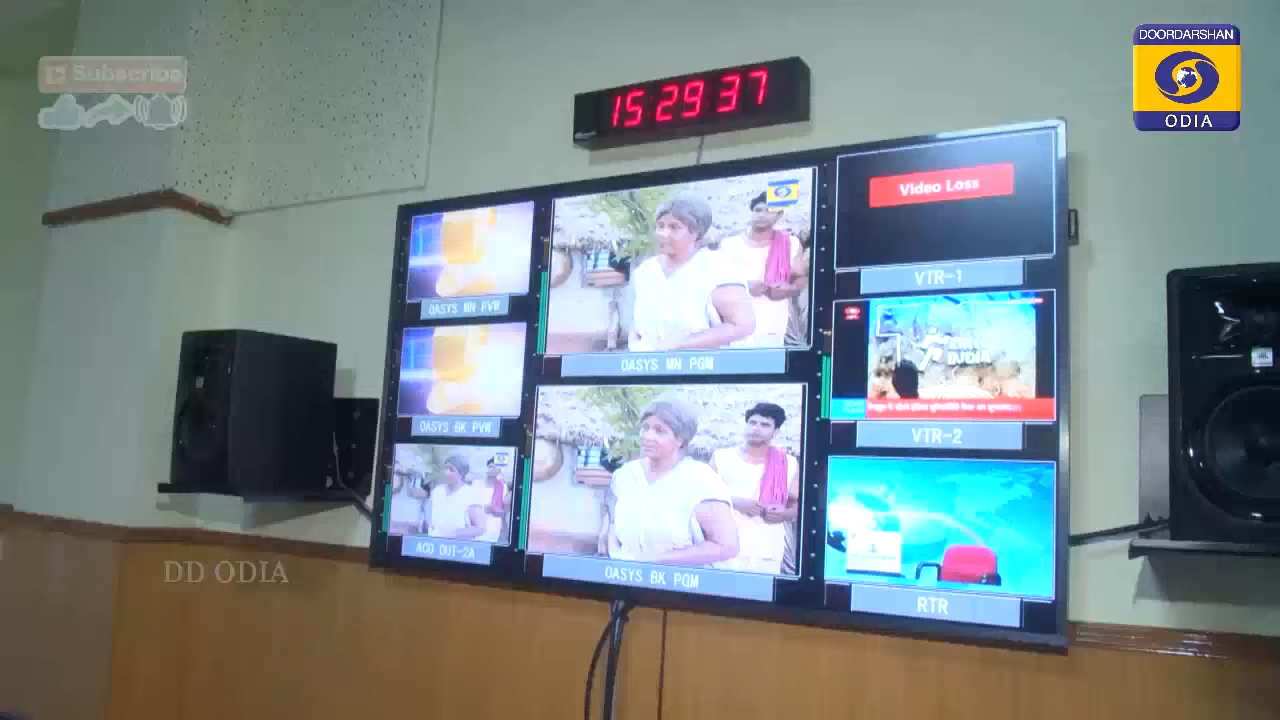 Subscribe
DOORDARSHAN
ODIA
15:29 37
Video Loss
VTR-1
OASYS MN PVW
OASYS MN PGM
OASYS BK PVW
VTR-2
INDIA
ACO OUT-2A
OASYS BK PGM
RTR
DD ODIA